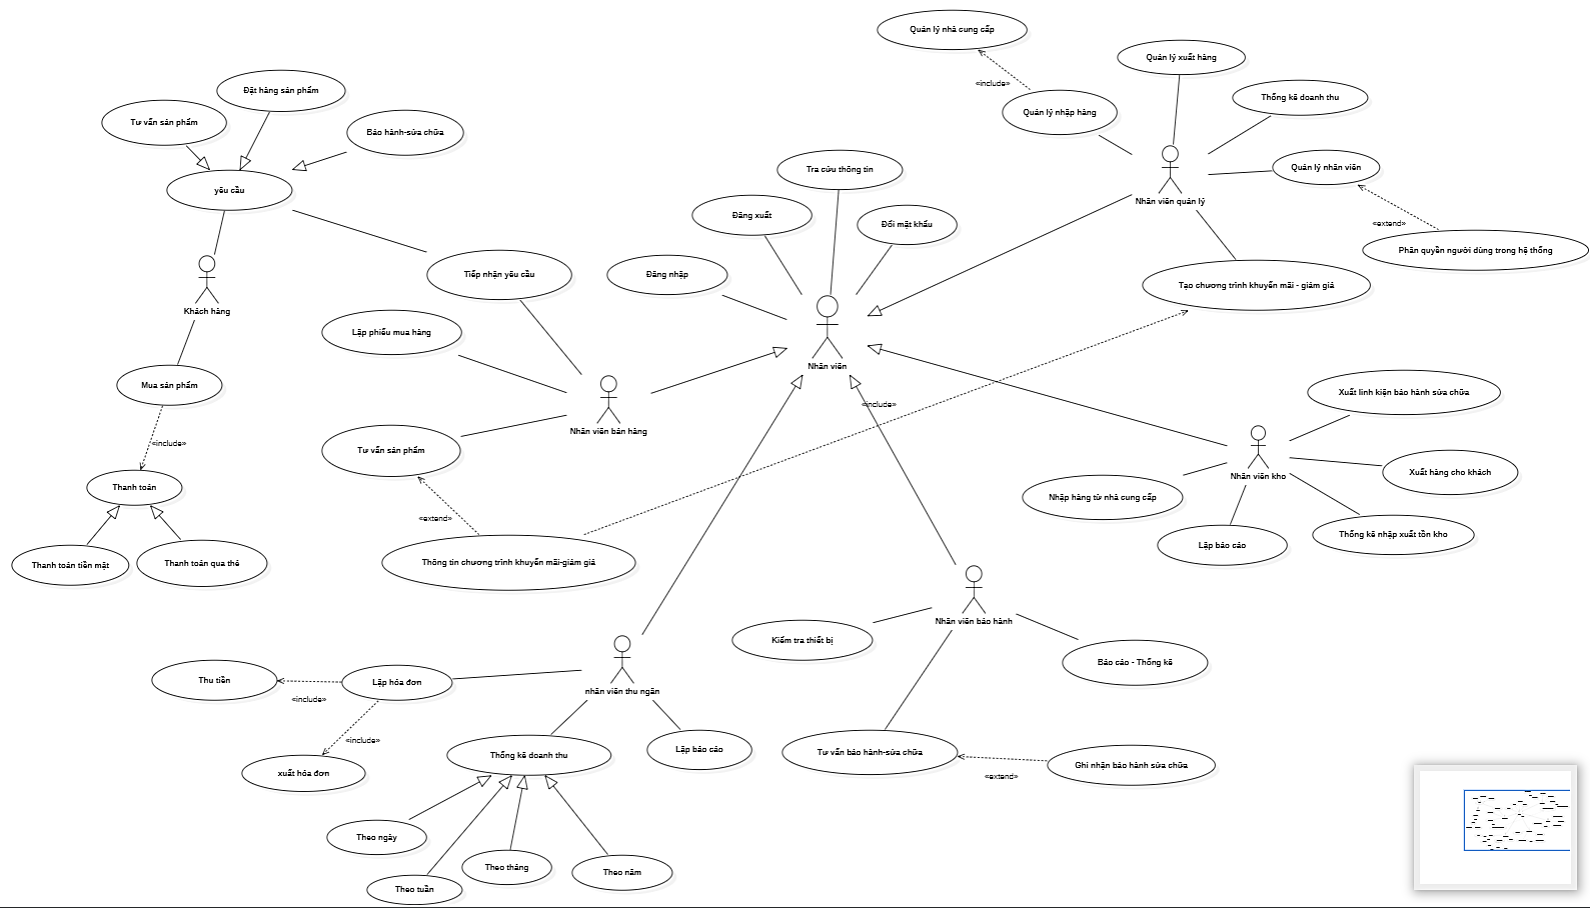 Quản lý nhà cung cấp
Quản lý xuất hàng
«include»
Đặt hàng sản phẩm
Thống kê doanh thu
Quản lý nhập hàng
Tư vấn sản phẩm
Bảo hành-sửa chữa
Tra cứu thông tin
Quản lý nhân viên
yêu cầu
Nhân viên quản lý
Đăng xuất
Đổi mật khẩu
«extend»
Phân quyền người dùng trong hệ thống
Tiếp nhận yêu cầu
Đăng nhập
Tạo chương trình khuyến mãi - giảm giá
Khách hàng
Lập phiếu mua hàng
Nhân viên
Mua sản phẩm
Xuất linh kiện bảo hành sửa chữa
«include»
Nhân viên bán hàng
«include»
Tư vấn sản phẩm
Xuất hàng cho khách
Nhân viên kho
Thanh toán
Nhập hàng từ nhà cung cấp
«extend»
Thống kê nhập xuất tồn kho
Lập báo cáo
Thanh toán tiền mặt
Thanh toán qua thẻ
Thông tin chương trình khuyến mãi-giảm giá
Nhân viên bảo hành
Kiểm tra thiết bị
Báo cáo - Thống kê
Thu tiền
Lập hóa đơn
nhân viên thu ngân
«include»
«include»
Thống kê doanh thu
Lập báo cáo
Tư vấn bảo hành-sửa chữa
Ghi nhận bảo hành sửa chữa
xuất hóa đơn
«extend»
Theo ngày
Theo tháng
Theo năm
Theo tuần